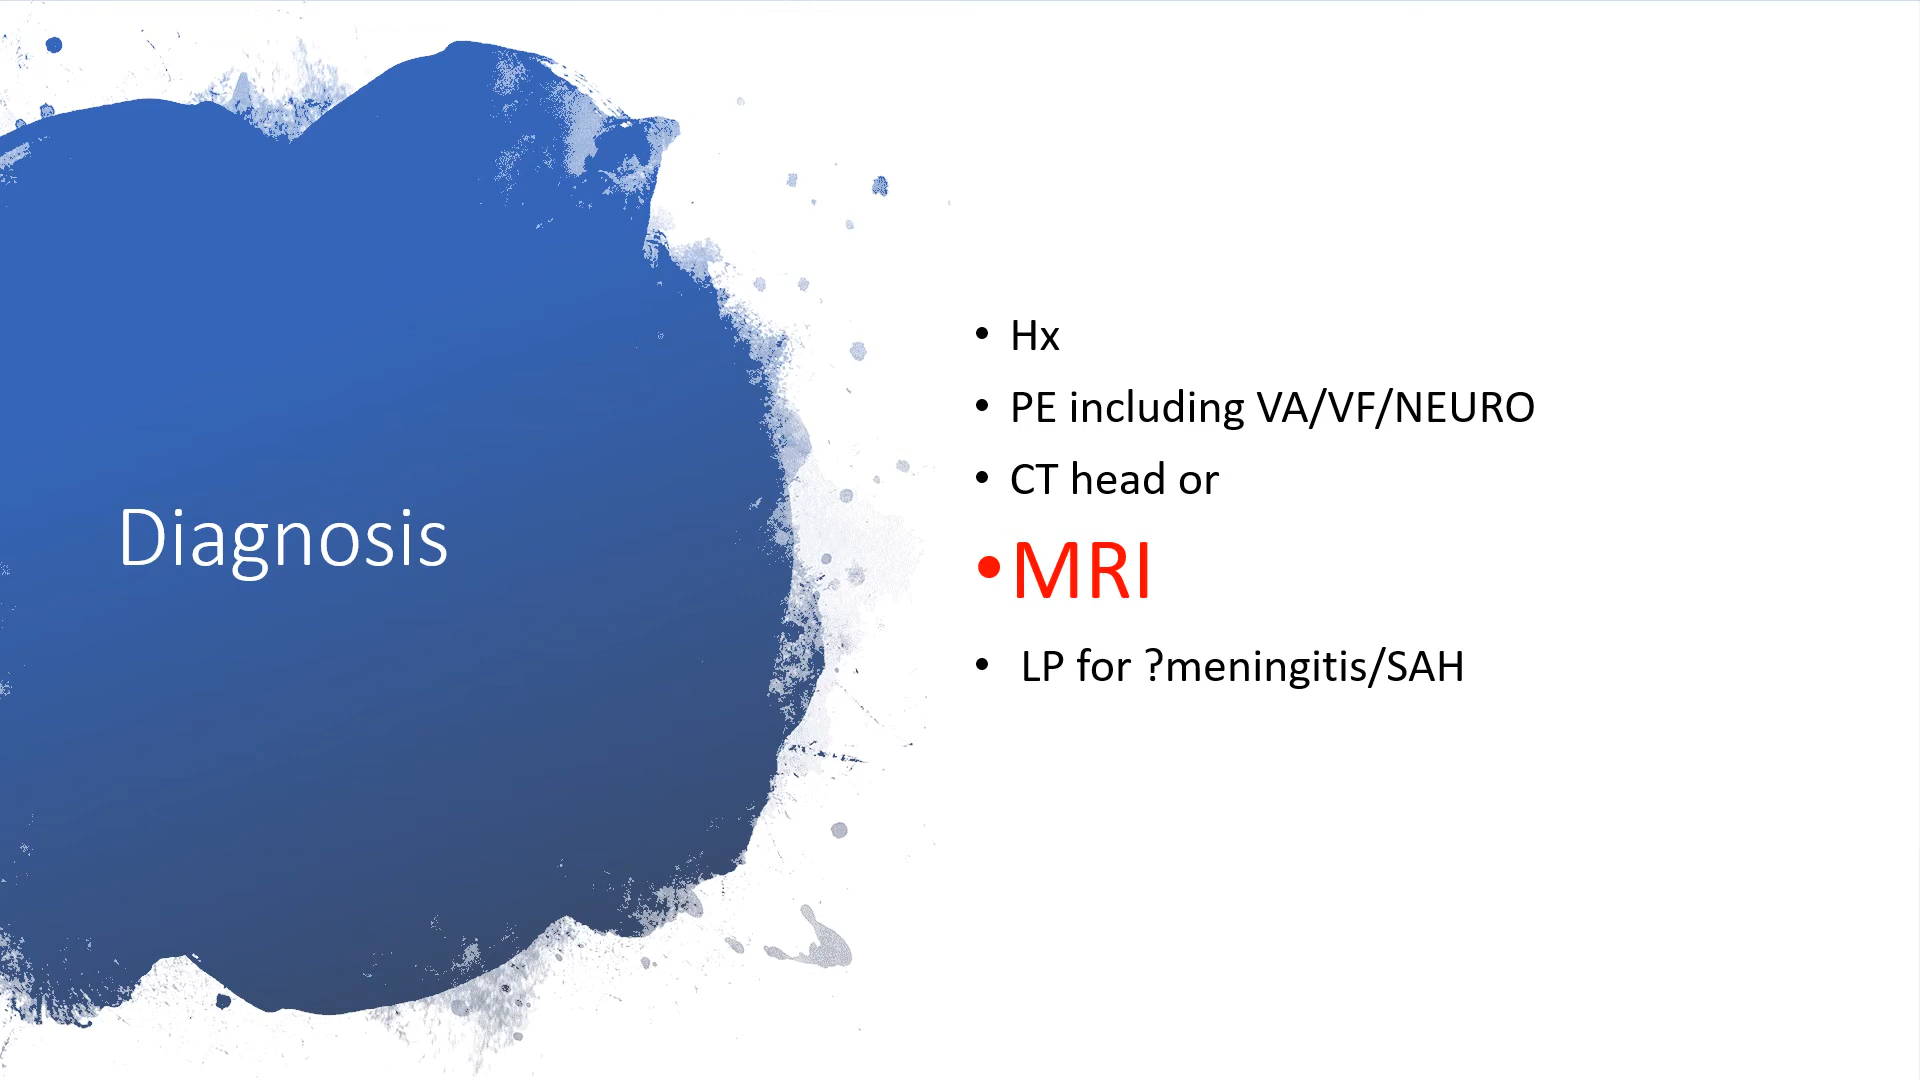 Diagnosis
• Hx
• PE including VA/VF/NEURO
• CT head or
• MRI
• LP for ?meningitis/SAH